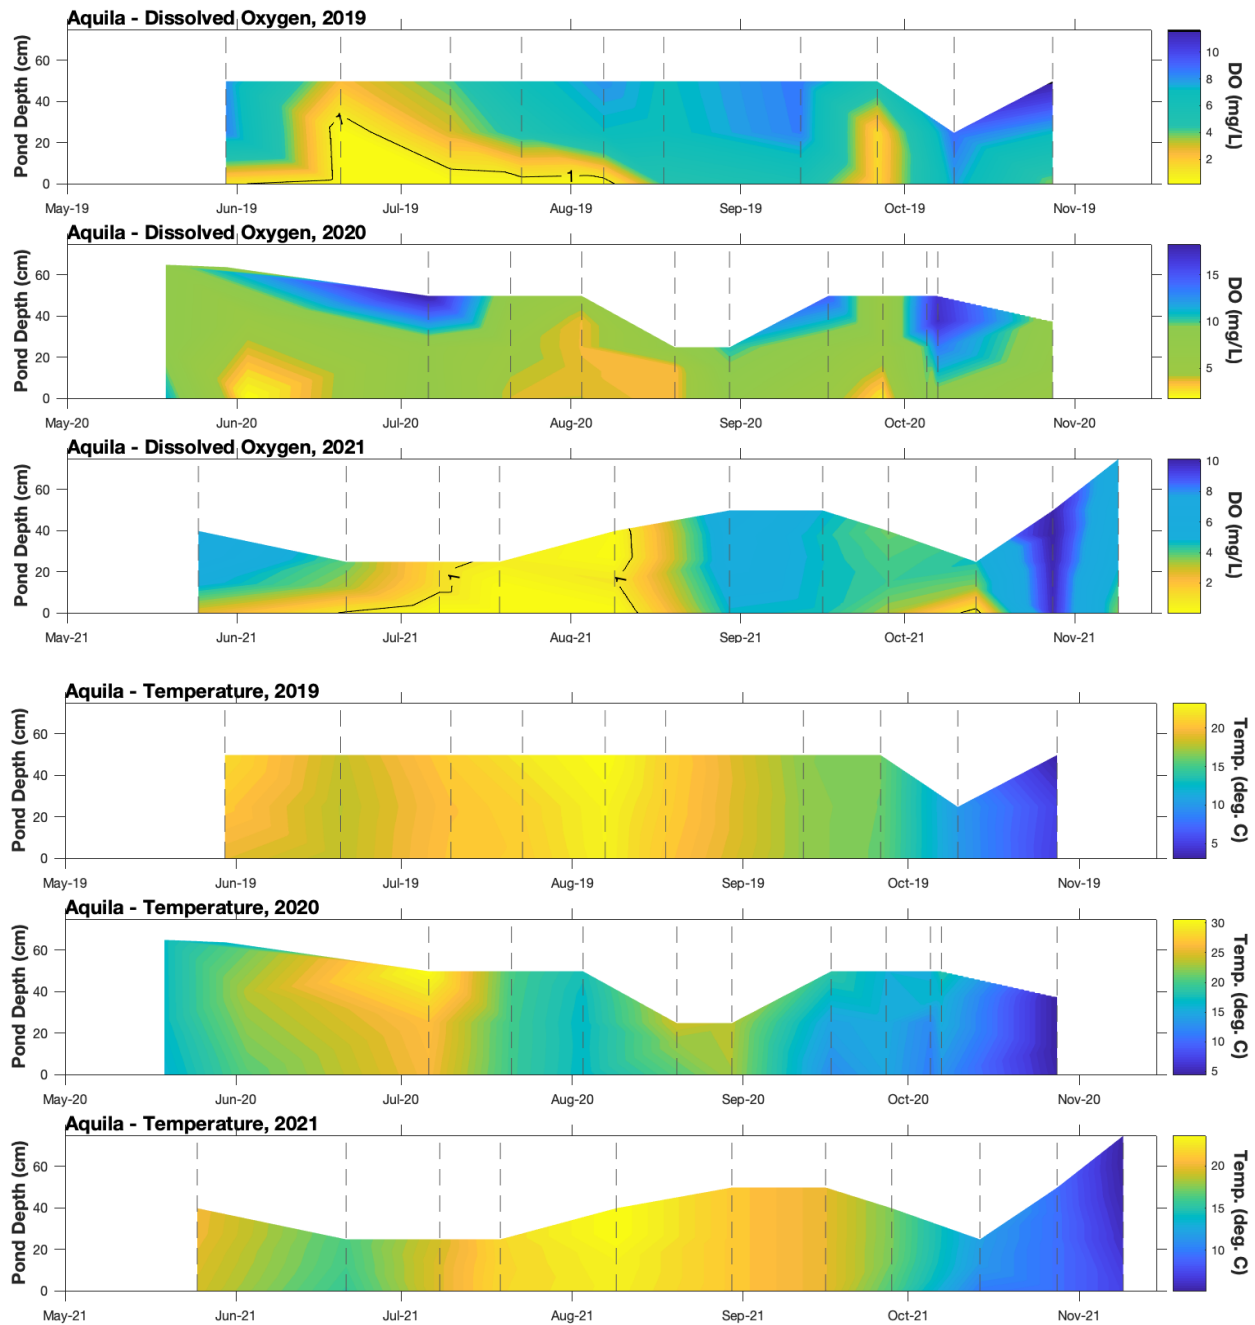 Aquila - Dissolved Oxygen, 2019
Pond Depth (cm)
60
40
20
0
May-19 Jun-19 Jul-19 Aug-19 Sep-19 Oct-19 Nov-19
1
1
10
8
6
4
2
DO (mg/L)
Aquila - Dissolved Oxygen, 2020
Pond Depth (cm)
60
40
20
0
May-20 Jun-20 Jul-20 Aug-20 Sep-20 Oct-20 Nov-20
15
10
5
DO (mg/L)
Aquila - Dissolved Oxygen, 2021
Pond Depth (cm)
60
40
20
0
May-21 Jun-21 Jul-21 Aug-21 Sep-21 Oct-21 Nov-21
1
1
10
8
6
4
2
DO (mg/L)
Aquila - Temperature, 2019
Pond Depth (cm)
60
40
20
0
May-19 Jun-19 Jul-19 Aug-19 Sep-19 Oct-19 Nov-19
20
15
10
5
Temp. (deg. C)
Aquila - Temperature, 2020
Pond Depth (cm)
60
40
20
0
May-20 Jun-20 Jul-20 Aug-20 Sep-20 Oct-20 Nov-20
30
25
20
15
10
5
Temp. (deg. C)
Aquila - Temperature, 2021
Pond Depth (cm)
60
40
20
0
May-21 Jun-21 Jul-21 Aug-21 Sep-21 Oct-21 Nov-21
20
15
10
Temp. (deg. C)